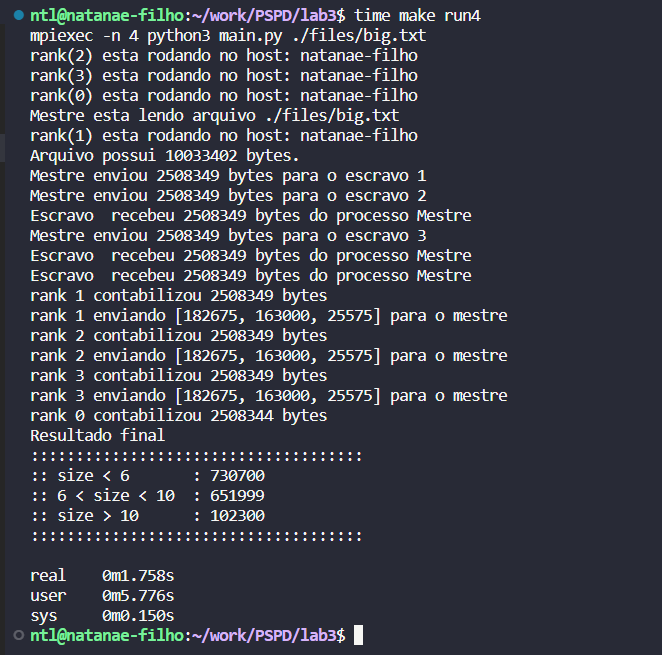 ntl@natanae-filho:~/work/PSPD/lab3$ time make run4
mpiexec -n 4 python3 main.py ./files/big.txt
rank(2) esta rodando no host: natanae-filho
rank(3) esta rodando no host: natanae-filho
rank(0) esta rodando no host: natanae-filho
Mestre esta lendo arquivo ./files/big.txt
rank(1) esta rodando no host: natanae-filho
Arquivo possui 10033402 bytes.
Mestre enviou 2508349 bytes para o escravo 1
Mestre enviou 2508349 bytes para o escravo 2
Escravo  recebeu 2508349 bytes do processo Mestre
Mestre enviou 2508349 bytes para o escravo 3
Escravo  recebeu 2508349 bytes do processo Mestre
Escravo  recebeu 2508349 bytes do processo Mestre
rank 1 contabilizou 2508349 bytes
rank 1 enviando [182675, 163000, 25575] para o mestre
rank 2 contabilizou 2508349 bytes
rank 2 enviando [182675, 163000, 25575] para o mestre
rank 3 contabilizou 2508349 bytes
rank 3 enviando [182675, 163000, 25575] para o mestre
rank 0 contabilizou 2508344 bytes
Resultado final
:::::::::::::::::::::::::::::::::::::
:: size < 6       : 730700
:: 6 < size < 10  : 651999
:: size > 10      : 102300
:::::::::::::::::::::::::::::::::::::
real    0m1.758s
user    0m5.776s
sys     0m0.150s
ntl@natanae-filho:~/work/PSPD/lab3$